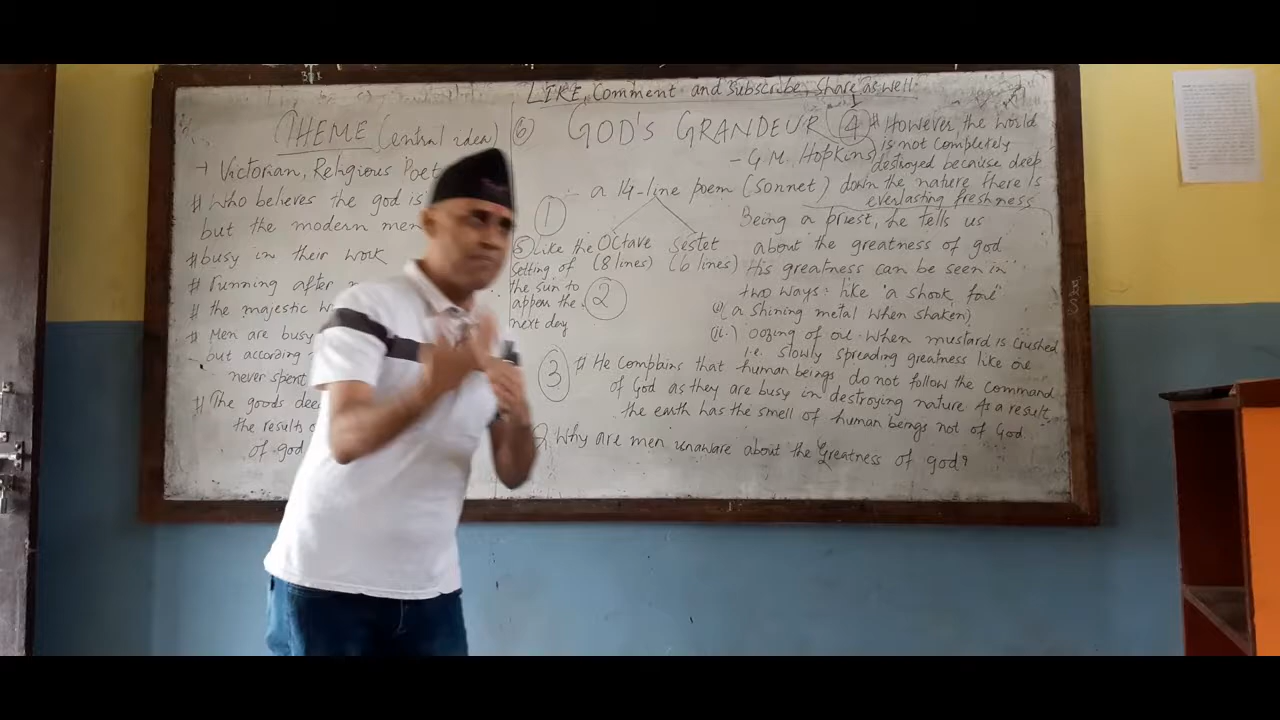 LIKE, Comment and subscribe, share as well
THEME (central idea)
→ Victorian, Religious Poet
# Who believes the god is
but the modern men
# busy in their work
# Running after
# the majestic
# Men are busy
but according
never spent
# The goods
the result
of god
6 GOD'S GRANDEUR
- G.M. Hopkins
1 - a 14-line poem (sonnet)
Octave Sestet
(8 lines) (6 lines)
5 Like the
setting of
the sun to
appear the
next day
2
Being a priest, he tells us
about the greatness of god.
His greatness can be seen in
two ways: like 'a shook foil'
(i) (a shining metal when shaken)
(ii.) oozing of oil when mustard is crushed
i.e. slowly spreading greatness like oil
3 # He complains that human beings do not follow the command
of God as they are busy in destroying nature As a result,
the earth has the smell of human beings not of God.
4 # However the world
is not completely
destroyed because deep
down the nature there is
everlasting freshness
Q. Why are men unaware about the Greatness of god?